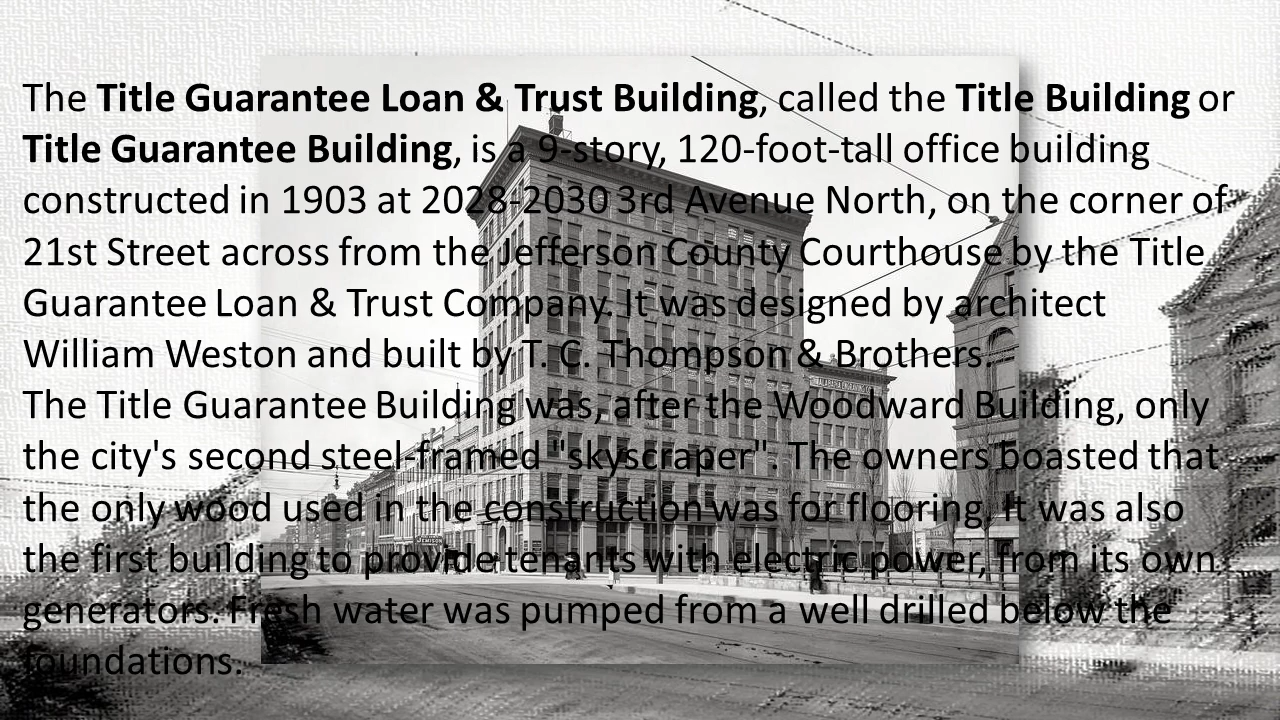 The Title Guarantee Loan & Trust Building, called the Title Building or
Title Guarantee Building, is a 9-story, 120-foot-tall office building
constructed in 1903 at 2028-2030 3rd Avenue North, on the corner of
21st Street across from the Jefferson County Courthouse by the Title
Guarantee Loan & Trust Company. It was designed by architect
William Weston and built by T. C. Thompson & Brothers.
The Title Guarantee Building was, after the Woodward Building, only
the city's second steel-framed "skyscraper". The owners boasted that
the only wood used in the construction was for flooring. It was also
the first building to provide tenants with electric power, from its own
generators. Fresh water was pumped from a well drilled below the
foundations.
ALABAMA ENGRAVING CO
JEMISON